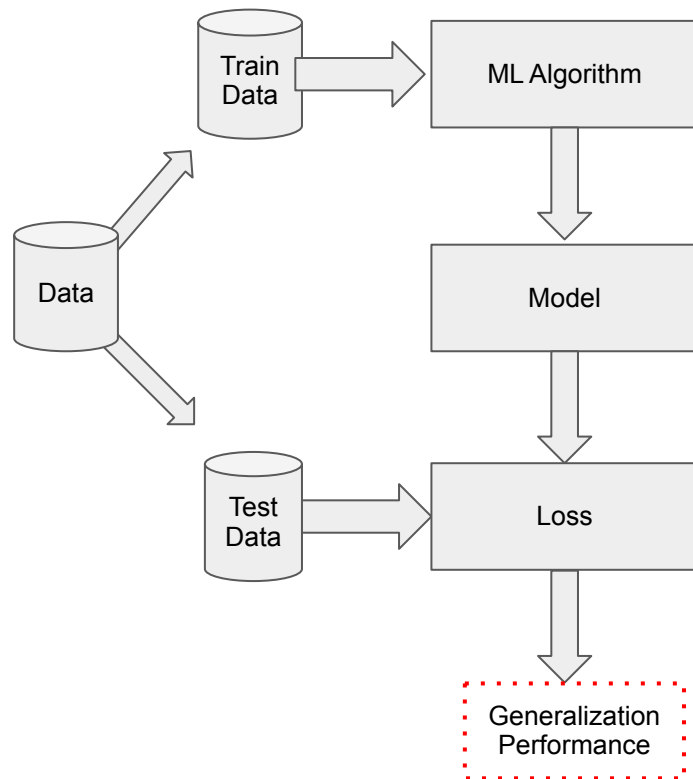 Train
Data
ML Algorithm
Data
Model
Test
Data
Loss
Generalization
Performance